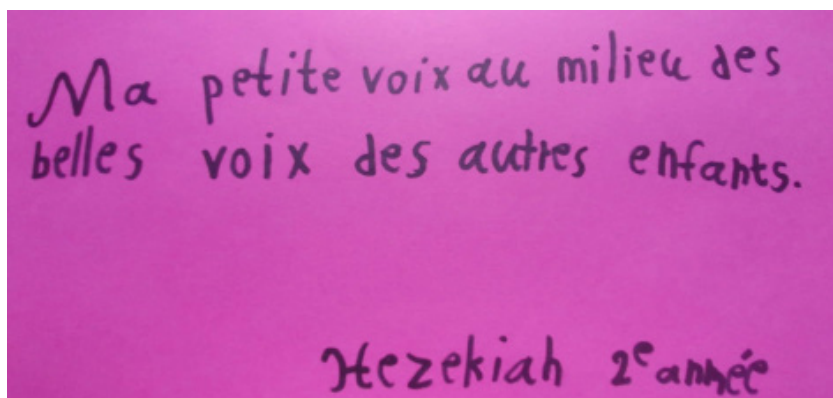 Ma petite voix au milieu des
belles voix des autres enfants.
Hezekiah 2e année